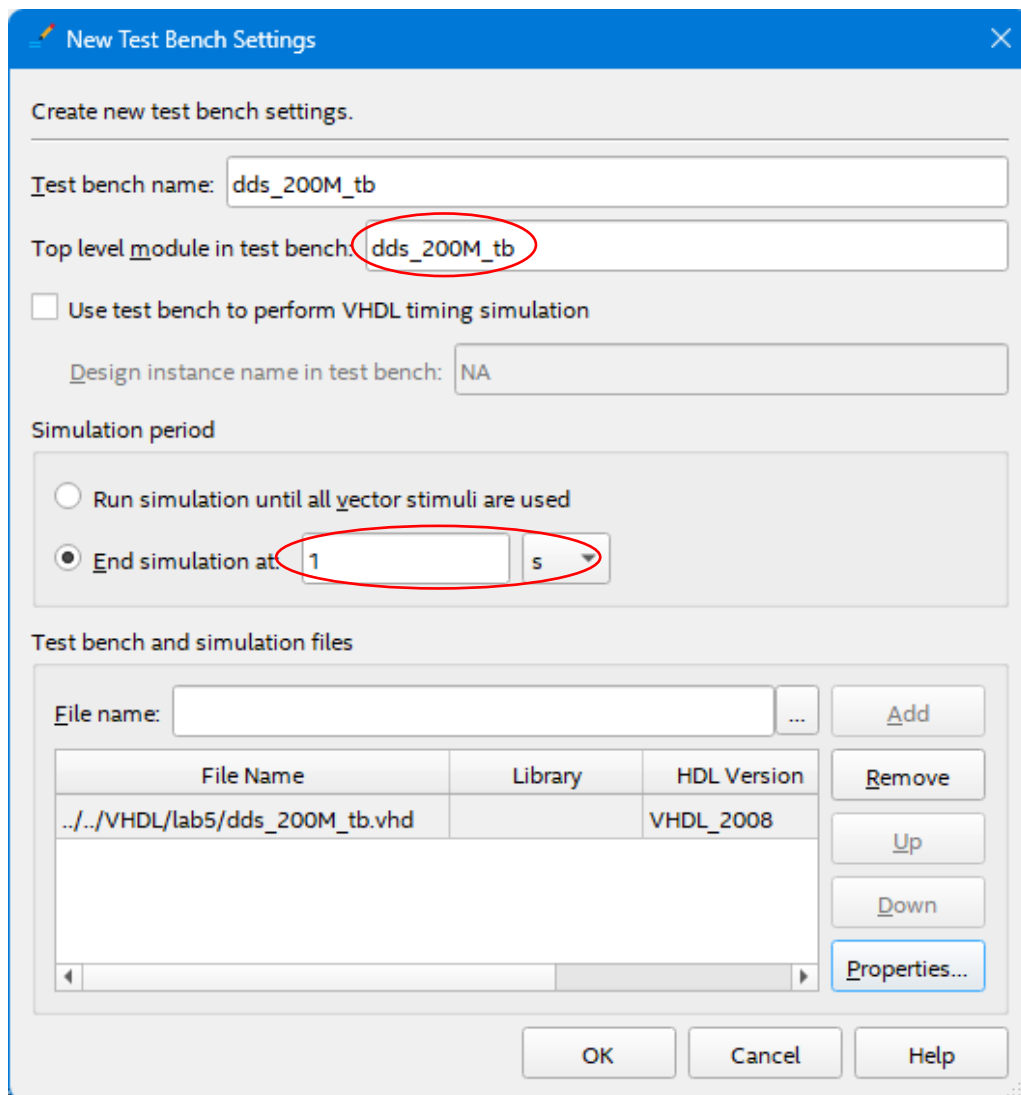 New Test Bench Settings
Create new test bench settings.
Test bench name: dds_200M_tb
Top level module in test bench: dds_200M_tb
Use test bench to perform VHDL timing simulation
Design instance name in test bench: NA
Simulation period
Run simulation until all vector stimuli are used
End simulation at: 1 s
Test bench and simulation files
File name: ... Add
File Name Library HDL Version Remove
../../VHDL/lab5/dds_200M_tb.vhd VHDL_2008
Up
Down
Properties...
OK Cancel Help